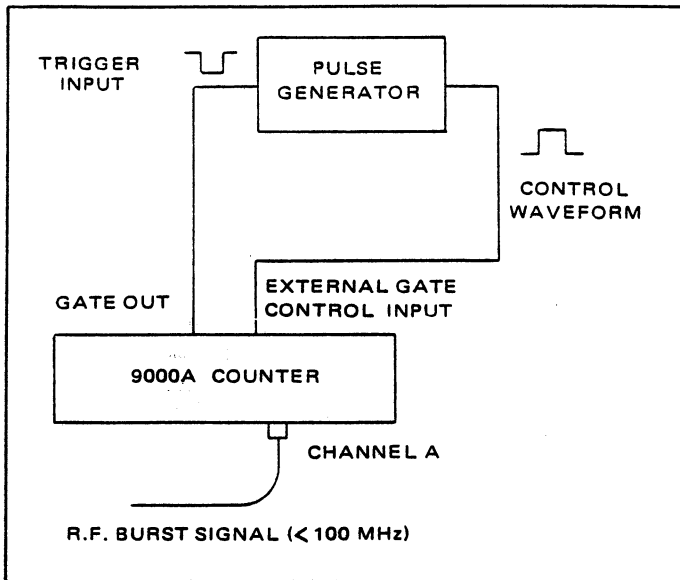 TRIGGER
INPUT
PULSE
GENERATOR
CONTROL
WAVEFORM
GATE OUT
EXTERNAL GATE
CONTROL INPUT
9000A COUNTER
CHANNEL A
R.F. BURST SIGNAL (<100 MHz)